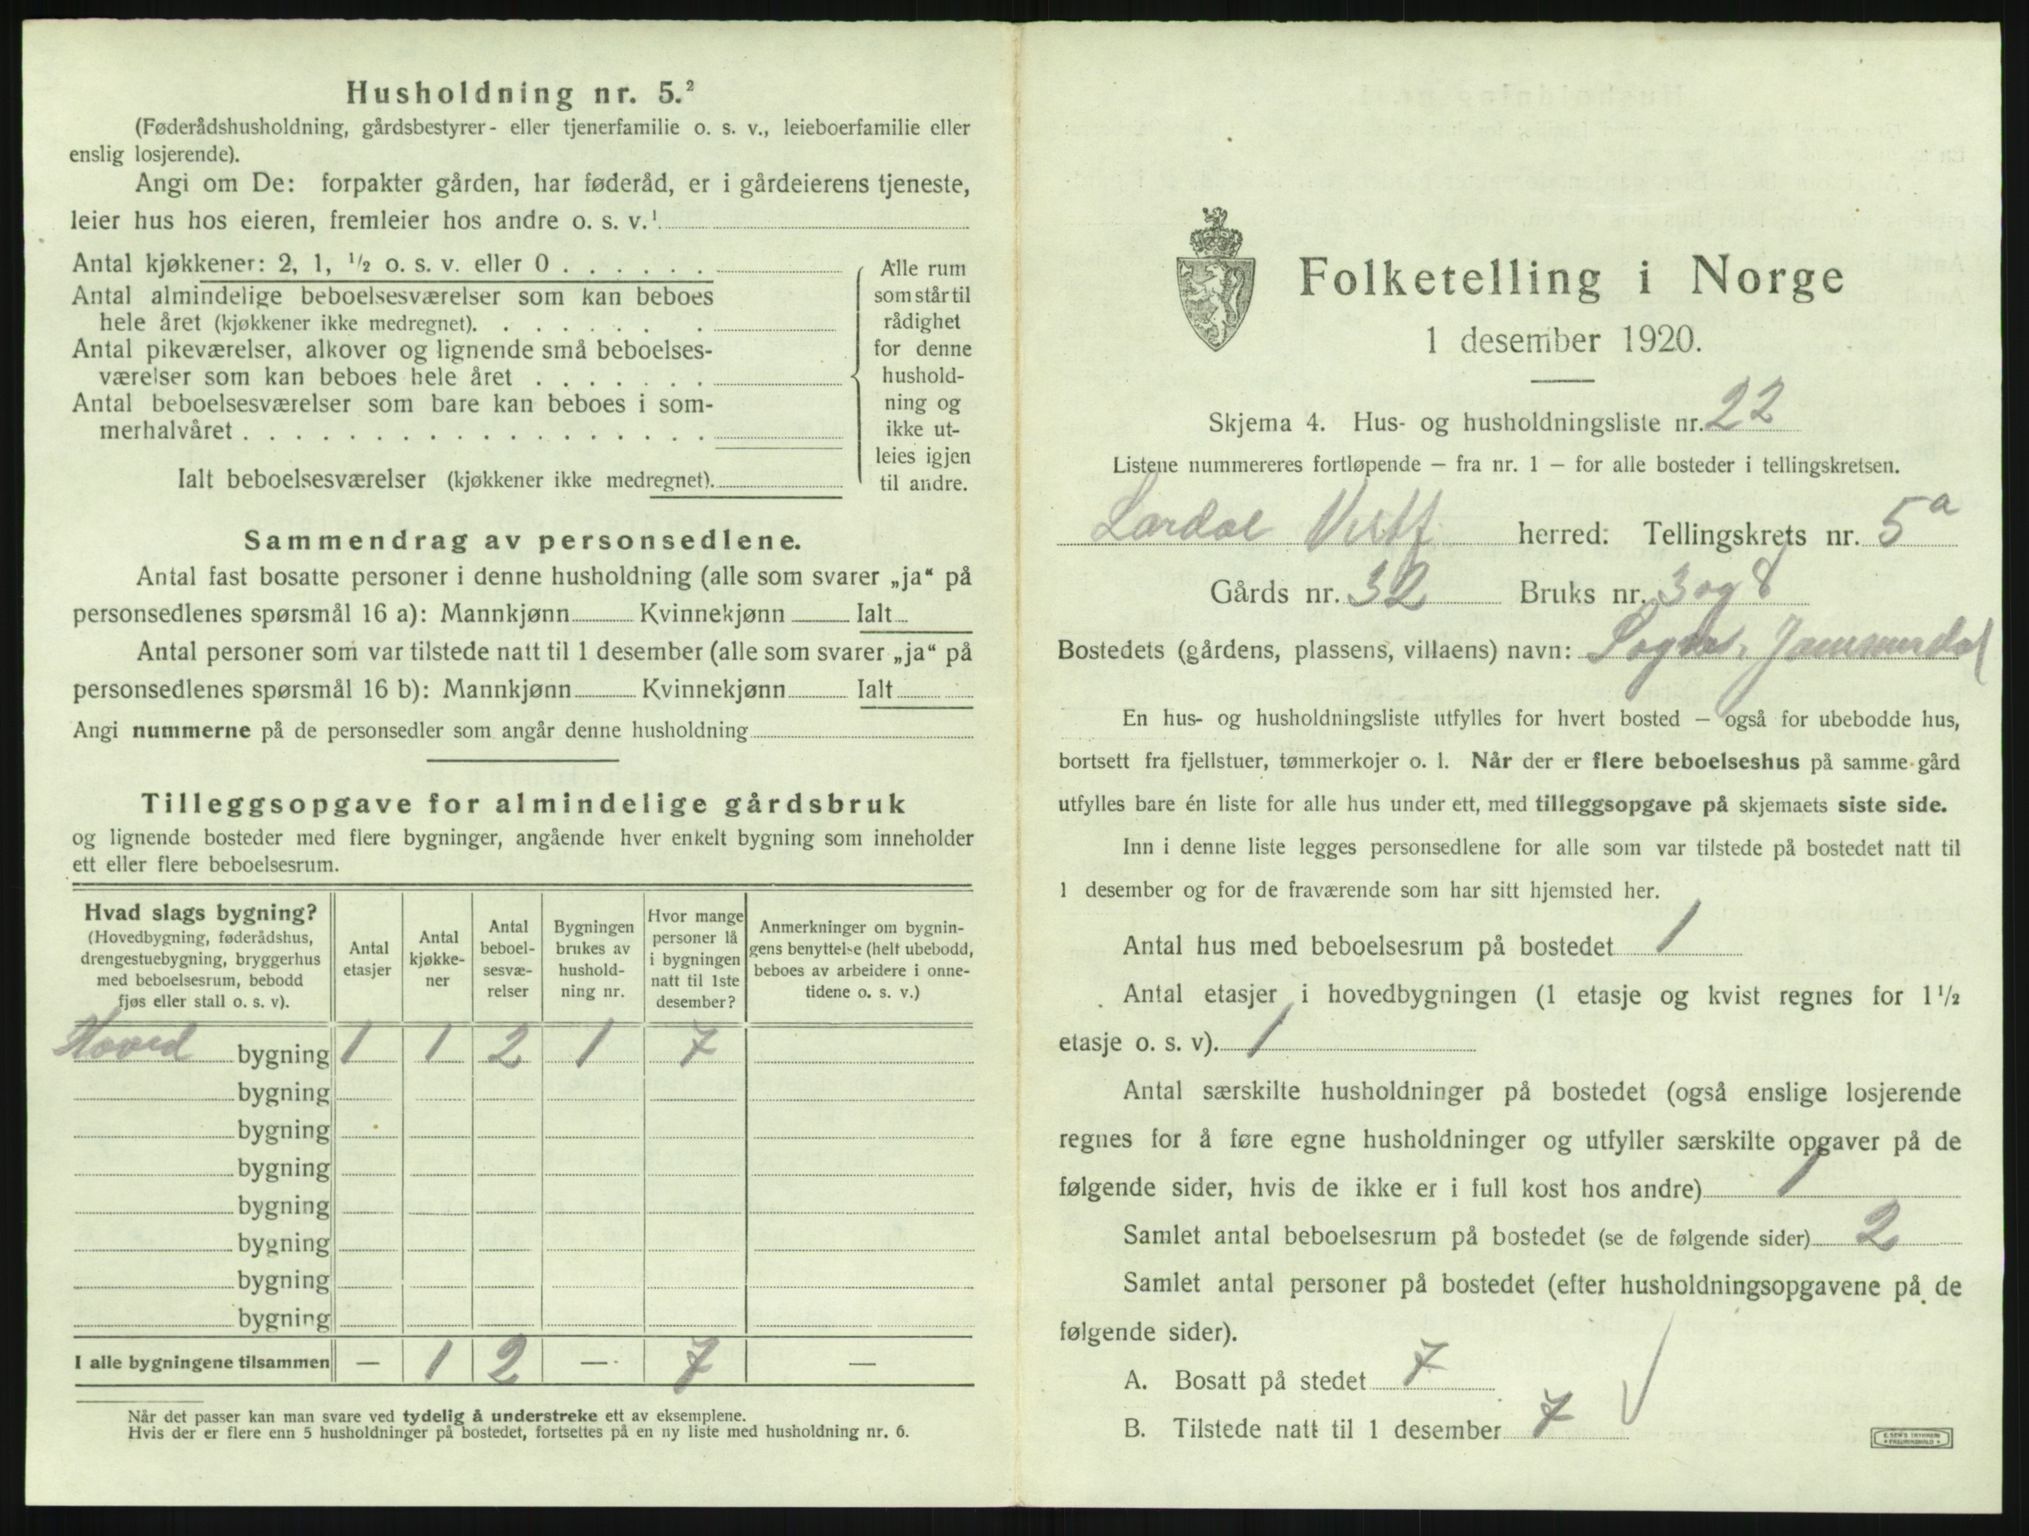 Husholdning nr. 5.²
(Føderådshusholdning, gårdsbestyrer- eller tjenerfamilie o. s. v., leieboerfamilie eller
enslig losjerende).
Angi om De: forpakter gården, har føderåd, er i gårdeierens tjeneste,
leier hus hos eieren, fremleier hos andre o. s. v.¹
Antal kjøkkener: 2, 1, ¹/₂ o. s. v. eller 0 . . . . . .
Antal almindelige beboelsesværelser som kan beboes
hele året (kjøkkener ikke medregnet). . . . . . . . .
Antal pikeværelser, alkover og lignende små beboelses-
værelser som kan beboes hele året . . . . . . .
Antal beboelsesværelser som bare kan beboes i som-
merhalvåret . . . . . . . . . . . . . . . . . .
Ialt beboelsesværelser (kjøkkener ikke medregnet).
Alle rum
som står til
rådighet
for denne
hushold-
ning og
ikke ut-
leies igjen
til andre.
Sammendrag av personsedlene.
Antal fast bosatte personer i denne husholdning (alle som svarer „ja“ på
personsedlenes spørsmål 16 a): Mannkjønn Kvinnekjønn Ialt
Antal personer som var tilstede natt til 1 desember (alle som svarer „ja“ på
personsedlenes spørsmål 16 b): Mannkjønn Kvinnekjønn Ialt
Angi nummerne på de personsedler som angår denne husholdning
Tilleggsopgave for almindelige gårdsbruk
og lignende bosteder med flere bygninger, angående hver enkelt bygning som inneholder
ett eller flere beboelsesrum.
Hvad slags bygning?
(Hovedbygning, føderådshus,
drengestuebygning, bryggerhus
med beboelsesrum, bebodd
fjøs eller stall o. s. v).
Antal
etasjer
Antal
kjøkke-
ner
Antal
beboel-
sesvæ-
relser
Bygningen
brukes av
hushold-
ning nr.
Hvor mange
personer lå
i bygningen
natt til 1ste
desember?
Anmerkninger om bygnin-
gens benyttelse (helt ubebodd,
beboes av arbeidere i onne-
tidene o. s. v.)
Hoved bygning 1 1 2 1 7
bygning
bygning
bygning
bygning
bygning
bygning
bygning
I alle bygningene tilsammen — 1 2 — 7 —
Når det passer kan man svare ved tydelig å understreke ett av eksemplene.
Hvis der er flere enn 5 husholdninger på bostedet, fortsettes på en ny liste med husholdning nr. 6.
Folketelling i Norge
1 desember 1920.
Skjema 4. Hus- og husholdningsliste nr. 22
Listene nummereres fortløpende — fra nr. 1 — for alle bosteder i tellingskretsen.
Lardal Vestf herred: Tellingskrets nr. 5a
Gårds nr. 32 Bruks nr. 3 og 8
Bostedets (gårdens, plassens, villaens) navn:
En hus- og husholdningsliste utfylles for hvert bosted — også for ubebodde hus,
bortsett fra fjellstuer, tømmerkojer o. l. Når der er flere beboelseshus på samme gård
utfylles bare én liste for alle hus under ett, med tilleggsopgave på skjemaets siste side.
Inn i denne liste legges personsedlene for alle som var tilstede på bostedet natt til
1 desember og for de fraværende som har sitt hjemsted her.
Antal hus med beboelsesrum på bostedet 1
Antal etasjer i hovedbygningen (1 etasje og kvist regnes for 1 ¹/₂
etasje o. s. v). 1
Antal særskilte husholdninger på bostedet (også enslige losjerende
regnes for å føre egne husholdninger og utfyller særskilte opgaver på de
følgende sider, hvis de ikke er i full kost hos andre) 1
Samlet antal beboelsesrum på bostedet (se de følgende sider) 2
Samlet antal personer på bostedet (efter husholdningsopgavene på de
følgende sider).
A. Bosatt på stedet 7
B. Tilstede natt til 1 desember 7